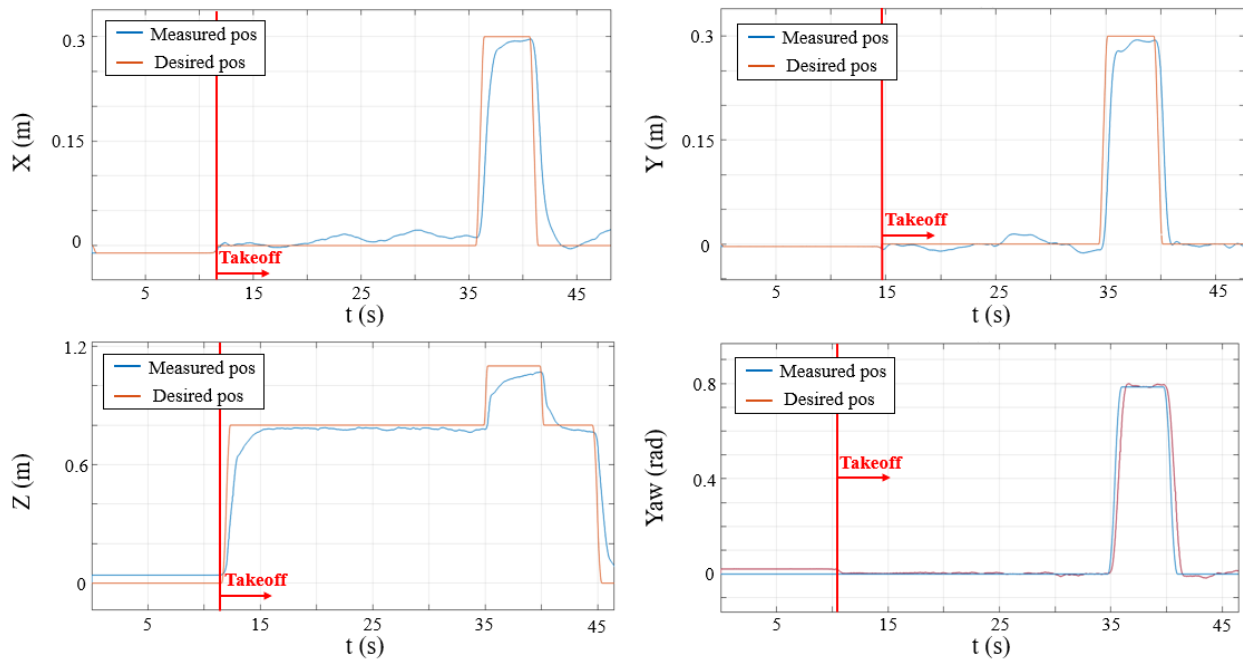 Measured pos
Desired pos
X (m)
0.3
0.15
0
Takeoff
5
15
25
35
45
t (s)
Measured pos
Desired pos
Y (m)
0.3
0.15
0
Takeoff
5
15
25
35
45
t (s)
Measured pos
Desired pos
Z (m)
1.2
0.6
0
Takeoff
5
15
25
35
45
t (s)
Measured pos
Desired pos
Yaw (rad)
0.8
0.4
0
Takeoff
5
15
25
35
45
t (s)